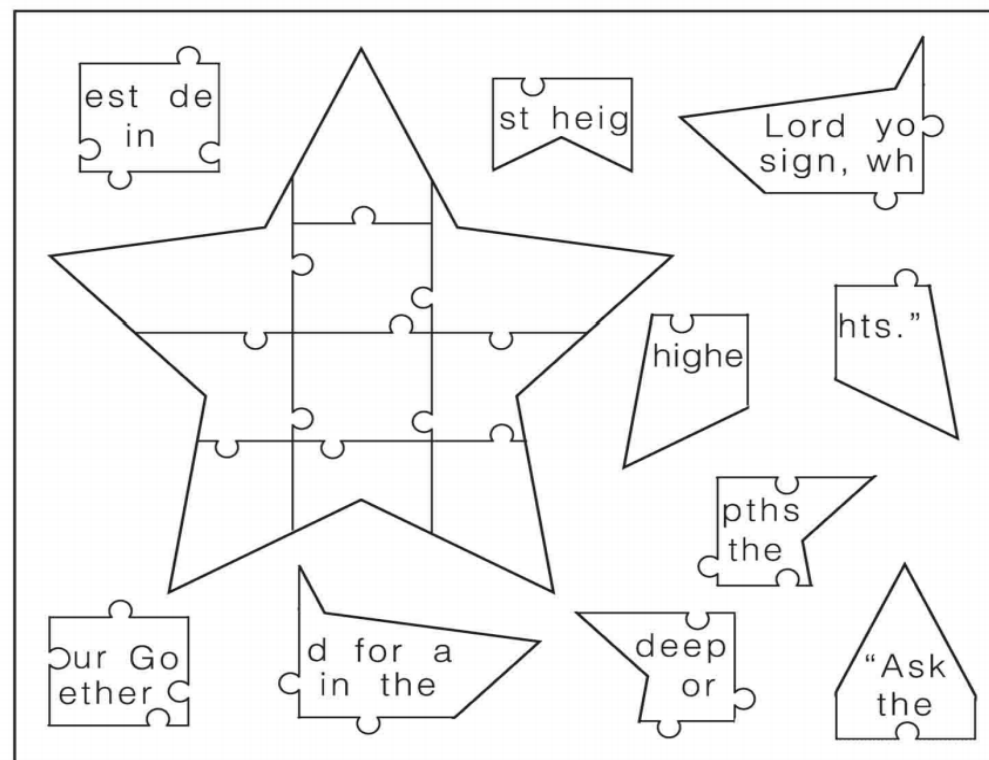 est de
in
st heig
Lord yo
sign, wh
highe
hts.”
pths
the
ur Go
ether
d for a
in the
deep
or
“Ask
the